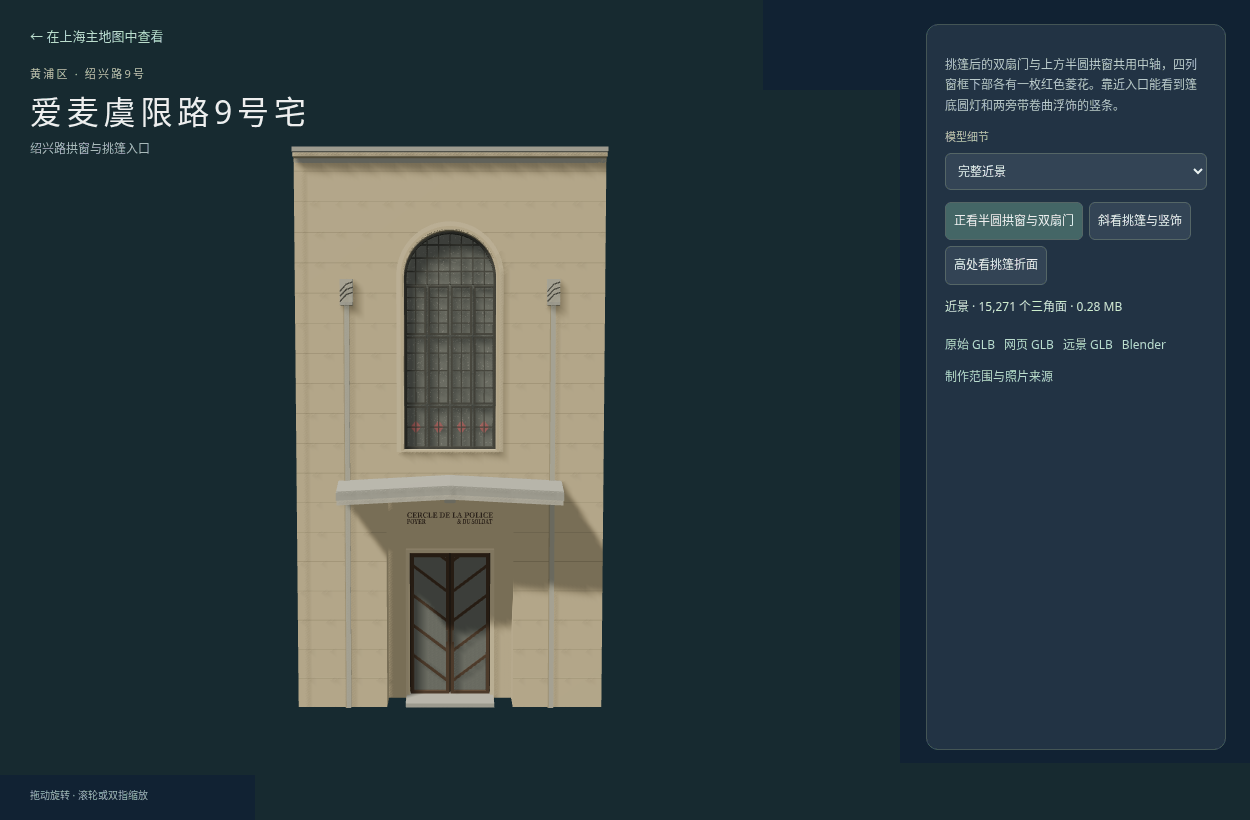 ← 在上海主地图中查看
黄浦区 · 绍兴路9号
爱麦虞限路9号宅
绍兴路拱窗与挑篷入口
CERCLE DE LA POLICE
FOYER & DU SOLDAT
挑篷后的双扇门与上方半圆拱窗共用中轴，四列
窗框下部各有一枚红色菱花。靠近入口能看到篷
底圆灯和两旁带卷曲浮饰的竖条。
模型细节
完整近景
正看半圆拱窗与双扇门
斜看挑篷与竖饰
高处看挑篷折面
近景 · 15,271 个三角面 · 0.28 MB
原始 GLB 网页 GLB 远景 GLB Blender
制作范围与照片来源
拖动旋转 · 滚轮或双指缩放